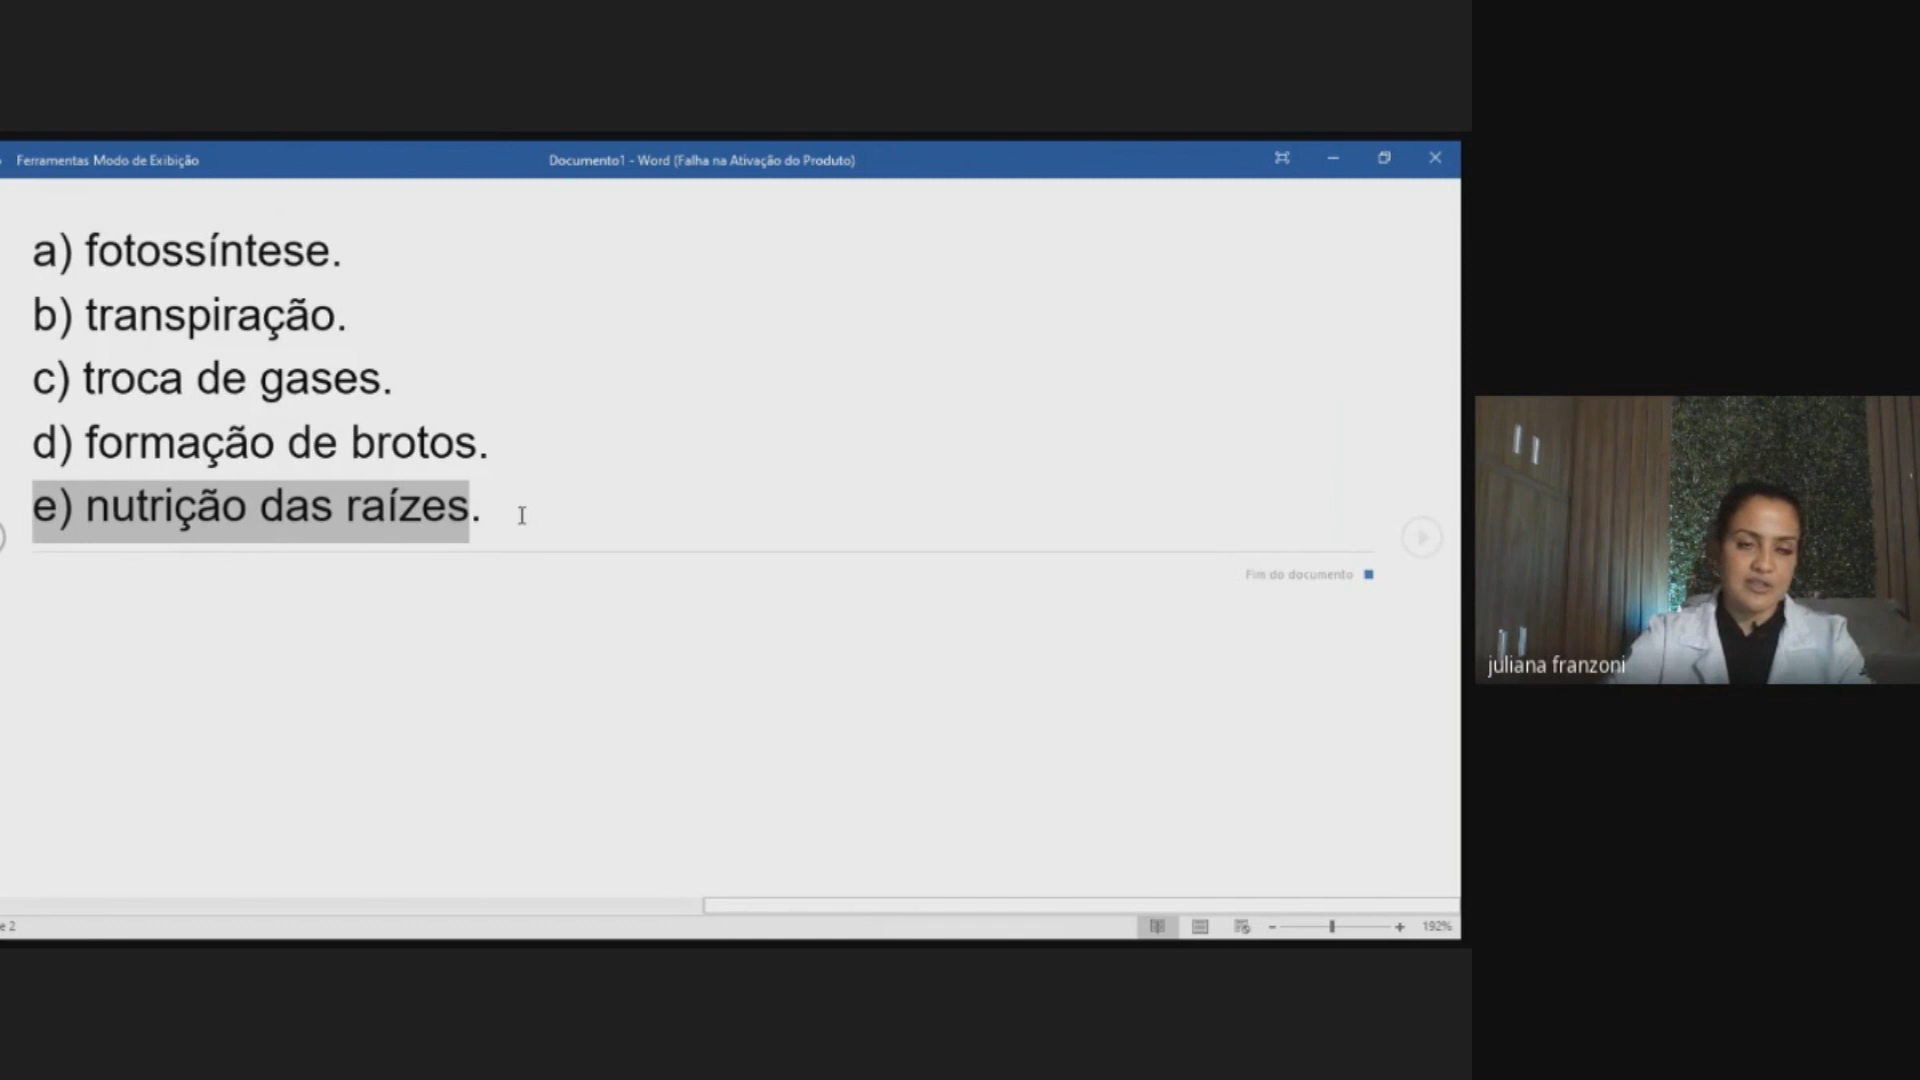 Ferramentas Modo de Exibição
Documento1 - Word (Falha na Ativação do Produto)
a) fotossíntese.
b) transpiração.
c) troca de gases.
d) formação de brotos.
e) nutrição das raízes.
Fim do documento
juliana franzoni
e 2
192%